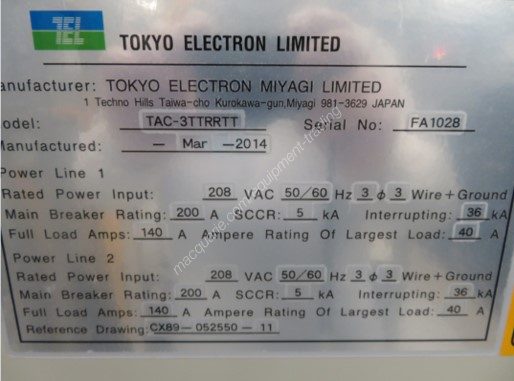 TEL TOKYO ELECTRON LIMITED
anufacturer: TOKYO ELECTRON MIYAGI LIMITED
1 Techno Hills Taiwa-cho Kurokawa-gun,Miyagi 981-3629 JAPAN
odel: TAC-3TTRRTT Serial No: FA1028
anufactured: — Mar —2014
Power Line 1
Rated Power Input: 208 VAC 50/60 Hz 3 φ 3 Wire+Ground
Main Breaker Rating: 200 A SCCR: 5 kA Interrupting: 36 kA
Full Load Amps: 140 A Ampere Rating Of Largest Load: 40 A
Power Line 2
Rated Power Input: 208 VAC 50/60 Hz 3 φ 3 Wire+Ground
Main Breaker Rating: 200 A SCCR: 5 kA Interrupting: 36 kA
Full Load Amps: 140 A Ampere Rating Of Largest Load: 40 A
Reference Drawing: CX89-052550-11
macquarie.com/equipment-trading